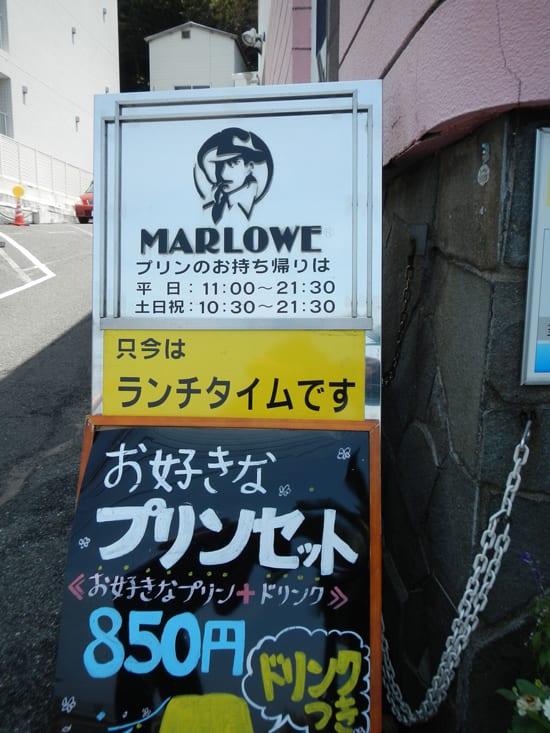 MARLOWE®
プリンのお持ち帰りは
平 日：11:00～21:30
土日祝：10:30～21:30
只今は
ランチタイムです
お好きな
プリンセット
《お好きなプリン+ドリンク》
850円
ドリンク
つき